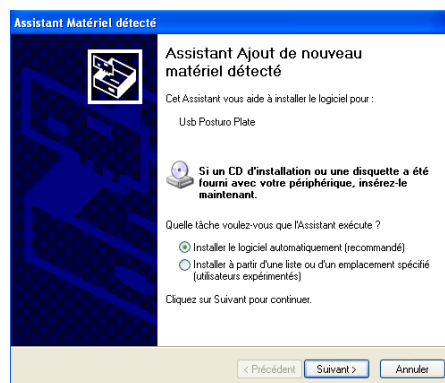 Assistant Matériel détecté
Assistant Ajout de nouveau
matériel détecté
Cet Assistant vous aide à installer le logiciel pour :
Usb Posturo Plate
Si un CD d'installation ou une disquette a été
fourni avec votre périphérique, insérez-le
maintenant.
Quelle tâche voulez-vous que l'Assistant exécute ?
Installer le logiciel automatiquement (recommandé)
Installer à partir d'une liste ou d'un emplacement spécifié
(utilisateurs expérimentés)
Cliquez sur Suivant pour continuer.
< Précédent Suivant > Annuler